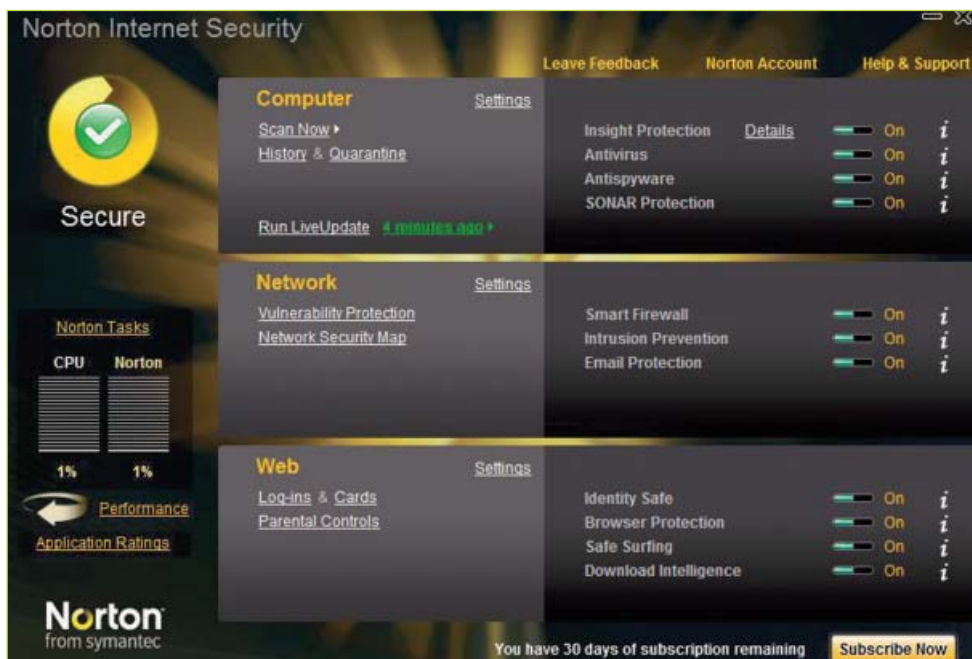 Norton Internet Security
Leave Feedback Norton Account Help & Support
Secure
Computer Settings
Scan Now
History & Quarantine
Run LiveUpdate 4 minutes ago
Insight Protection Details On i
Antivirus On i
Antispyware On i
SONAR Protection On i
Network Settings
Vulnerability Protection
Network Security Map
Smart Firewall On i
Intrusion Prevention On i
Email Protection On i
Norton Tasks
CPU Norton
1% 1%
Performance
Application Ratings
Web Settings
Log-ins & Cards
Parental Controls
Identity Safe On i
Browser Protection On i
Safe Surfing On i
Download Intelligence On i
Norton
from symantec
You have 30 days of subscription remaining Subscribe Now